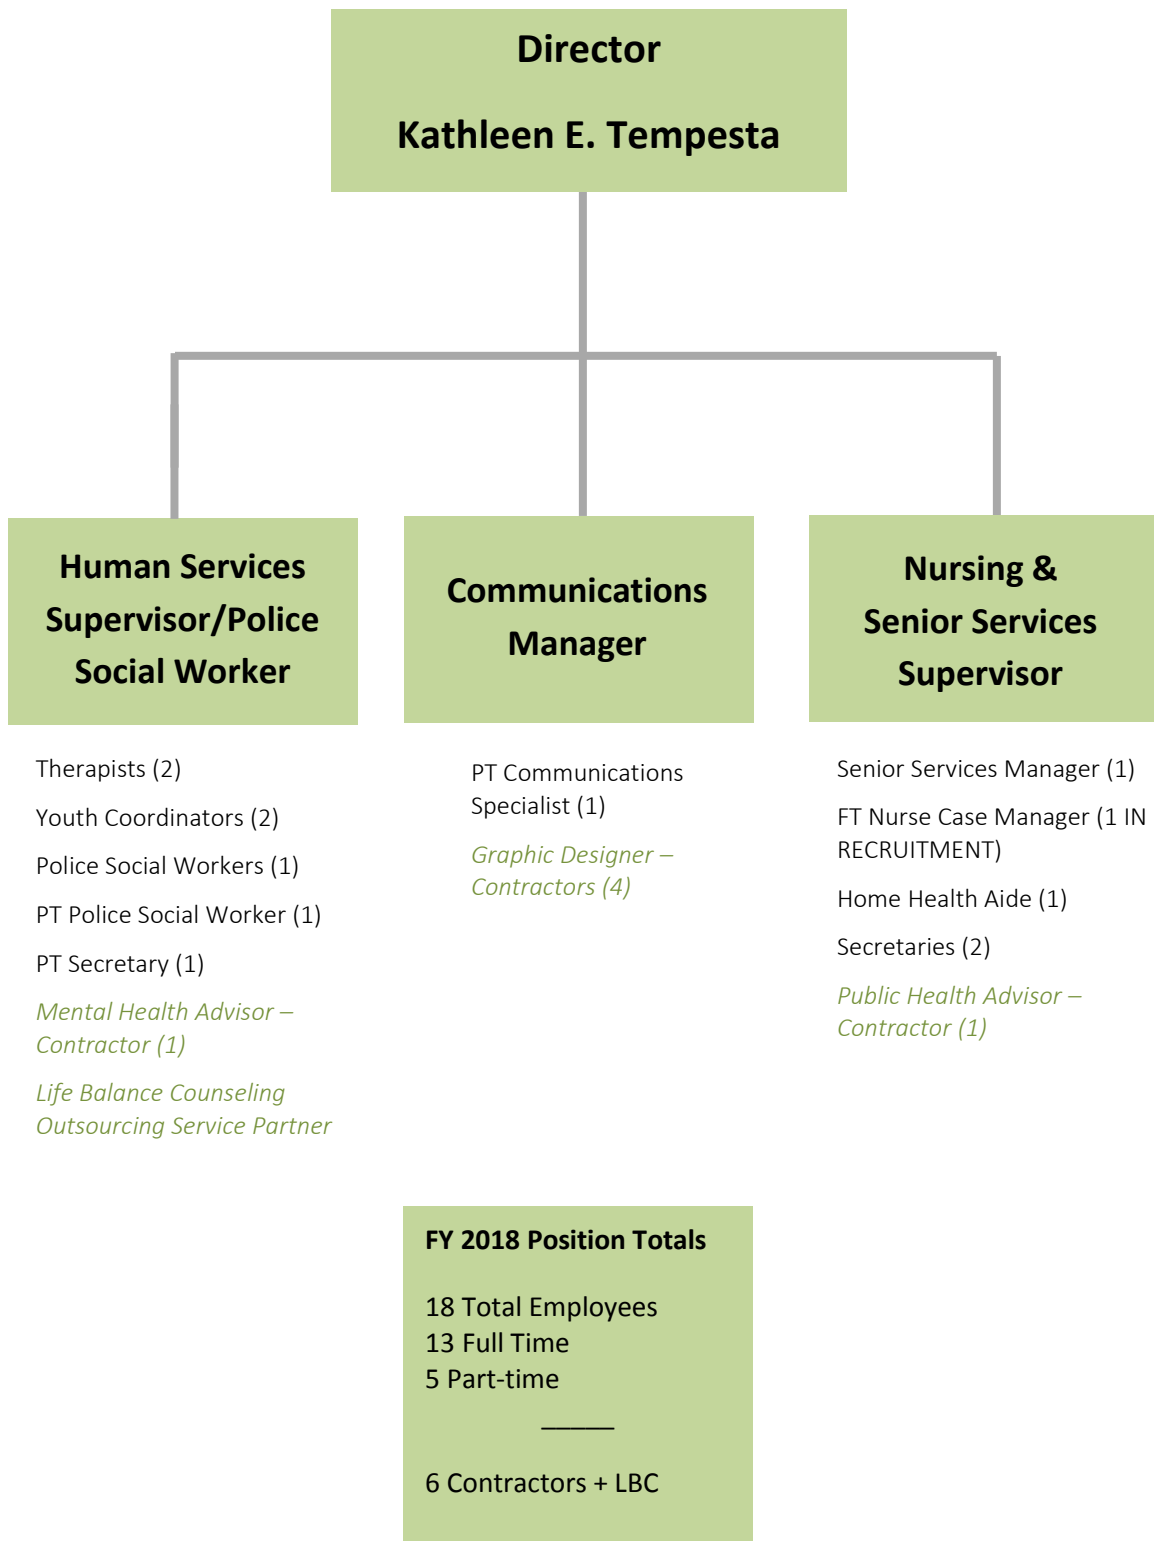 Director
Kathleen E. Tempesta
Human Services
Supervisor/Police
Social Worker
Communications
Manager
Nursing &
Senior Services
Supervisor
Therapists (2)
Youth Coordinators (2)
Police Social Workers (1)
PT Police Social Worker (1)
PT Secretary (1)
Mental Health Advisor –
Contractor (1)
Life Balance Counseling
Outsourcing Service Partner
PT Communications
Specialist (1)
Graphic Designer –
Contractors (4)
Senior Services Manager (1)
FT Nurse Case Manager (1 IN
RECRUITMENT)
Home Health Aide (1)
Secretaries (2)
Public Health Advisor –
Contractor (1)
FY 2018 Position Totals
18 Total Employees
13 Full Time
5 Part-time
_____
6 Contractors + LBC